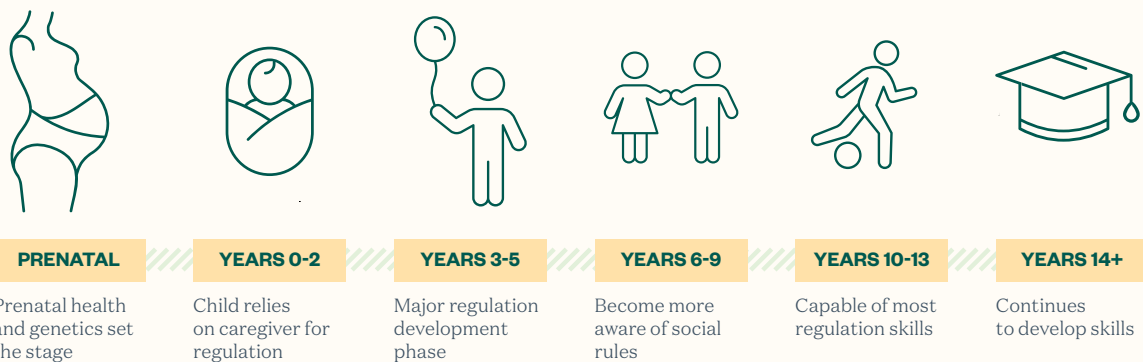 PRENATAL
Prenatal health
and genetics set
the stage
YEARS 0-2
Child relies
on caregiver for
regulation
YEARS 3-5
Major regulation
development
phase
YEARS 6-9
Become more
aware of social
rules
YEARS 10-13
Capable of most
regulation skills
YEARS 14+
Continues
to develop skills